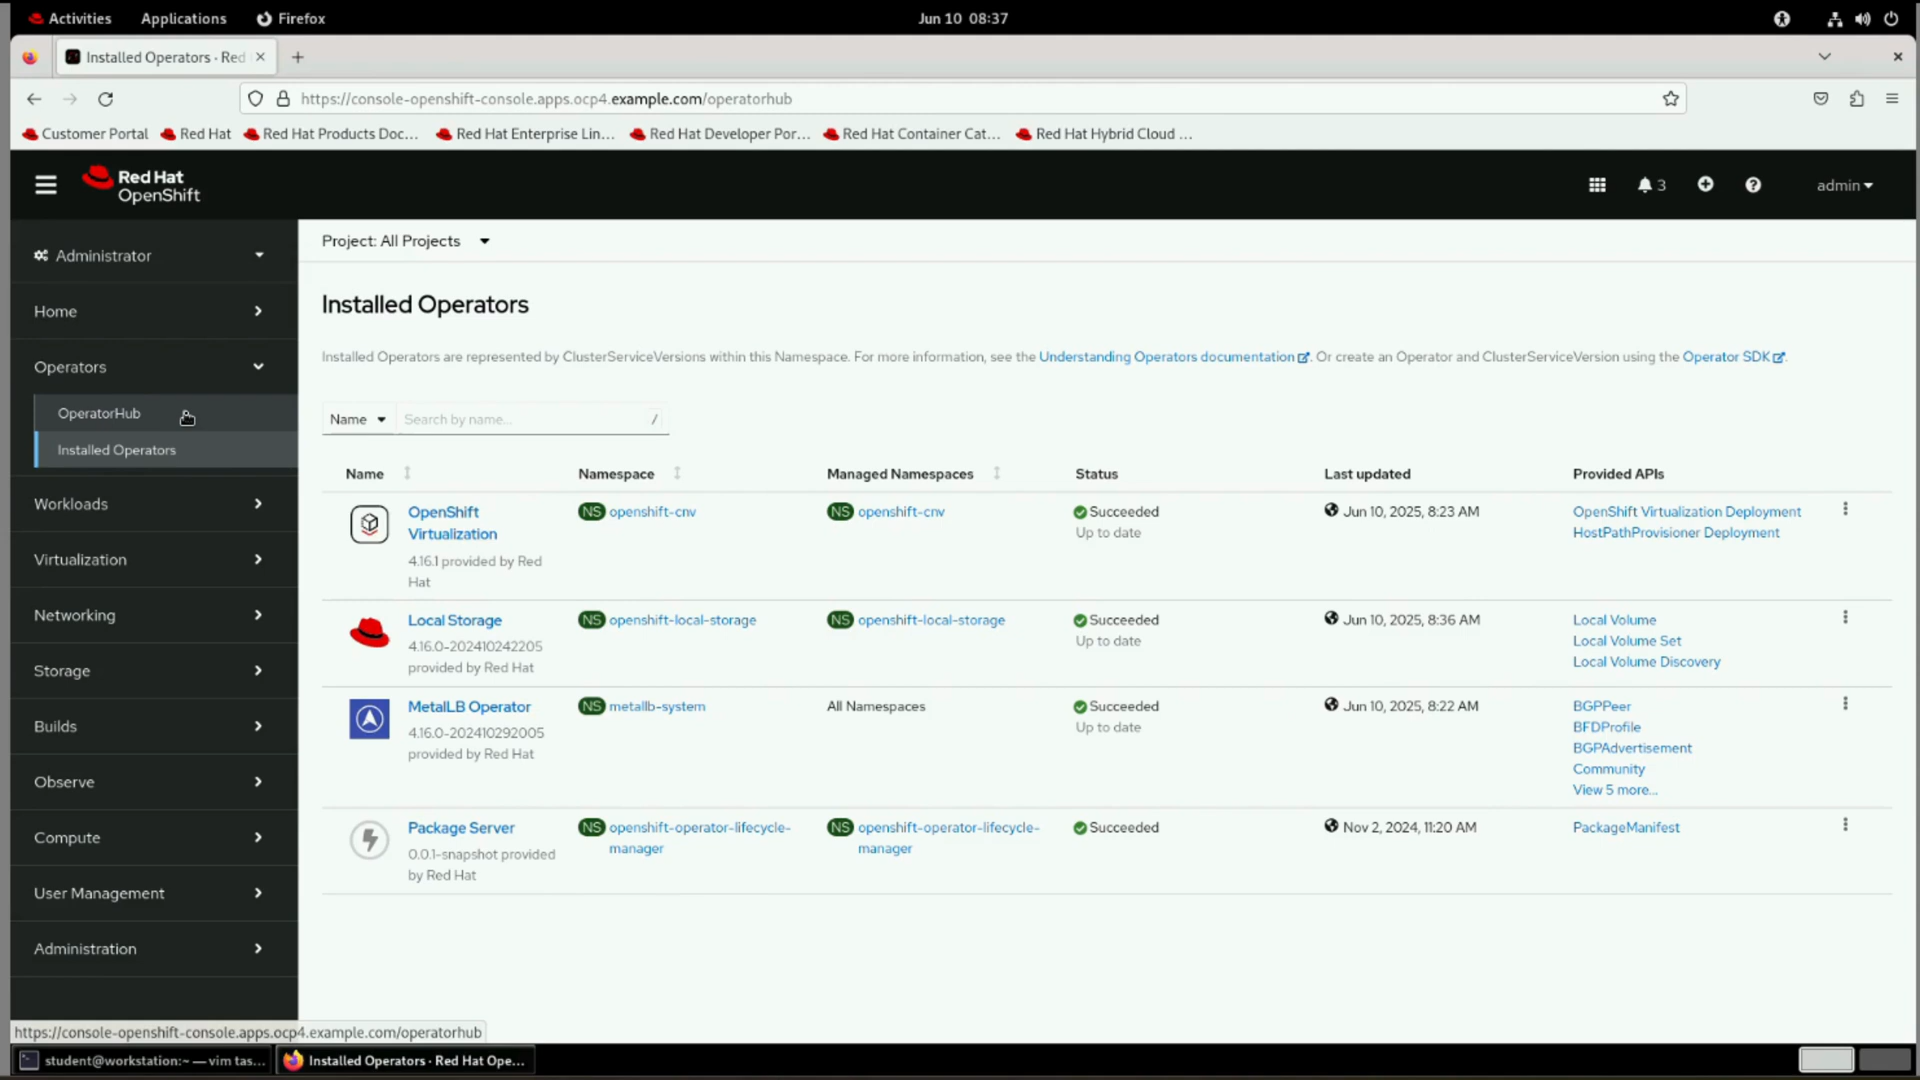 Activities Applications Firefox Jun 10 08:37
Installed Operators · Red
https://console-openshift-console.apps.ocp4.example.com/operatorhub
Customer Portal Red Hat Red Hat Products Doc... Red Hat Enterprise Lin... Red Hat Developer Por... Red Hat Container Cat... Red Hat Hybrid Cloud ...
Red Hat
OpenShift
3
admin
Administrator
Home
Operators
OperatorHub
Installed Operators
Workloads
Virtualization
Networking
Storage
Builds
Observe
Compute
User Management
Administration
Project: All Projects
Installed Operators
Installed Operators are represented by ClusterServiceVersions within this Namespace. For more information, see the Understanding Operators documentation. Or create an Operator and ClusterServiceVersion using the Operator SDK.
Name Search by name... /
Name Namespace Managed Namespaces Status Last updated Provided APIs
OpenShift
Virtualization
4.16.1 provided by Red
Hat
NS openshift-cnv
NS openshift-cnv
Succeeded
Up to date
Jun 10, 2025, 8:23 AM
OpenShift Virtualization Deployment
HostPathProvisioner Deployment
Local Storage
4.16.0-202410242205
provided by Red Hat
NS openshift-local-storage
NS openshift-local-storage
Succeeded
Up to date
Jun 10, 2025, 8:36 AM
Local Volume
Local Volume Set
Local Volume Discovery
MetalLB Operator
4.16.0-202410292005
provided by Red Hat
NS metallb-system
All Namespaces
Succeeded
Up to date
Jun 10, 2025, 8:22 AM
BGPPeer
BFDProfile
BGPAdvertisement
Community
View 5 more...
Package Server
0.0.1-snapshot provided
by Red Hat
NS openshift-operator-lifecycle-
manager
NS openshift-operator-lifecycle-
manager
Succeeded
Nov 2, 2024, 11:20 AM
PackageManifest
https://console-openshift-console.apps.ocp4.example.com/operatorhub
student@workstation:~ — vim tas... Installed Operators · Red Hat Ope...